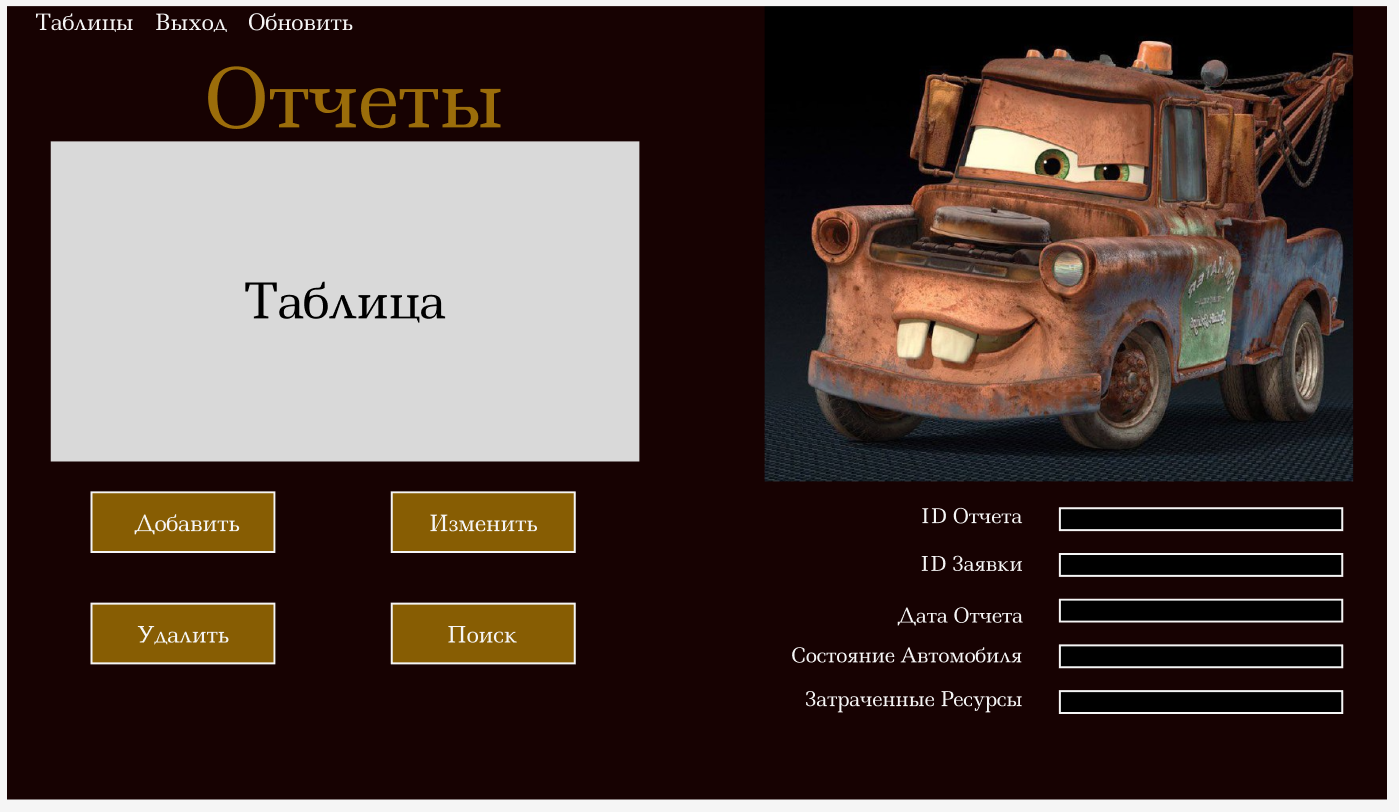 Таблицы Выход Обновить
Отчеты
Таблица
Добавить Изменить
Удалить Поиск
ID Отчета
ID Заявки
Дата Отчета
Состояние Автомобиля
Затраченные Ресурсы